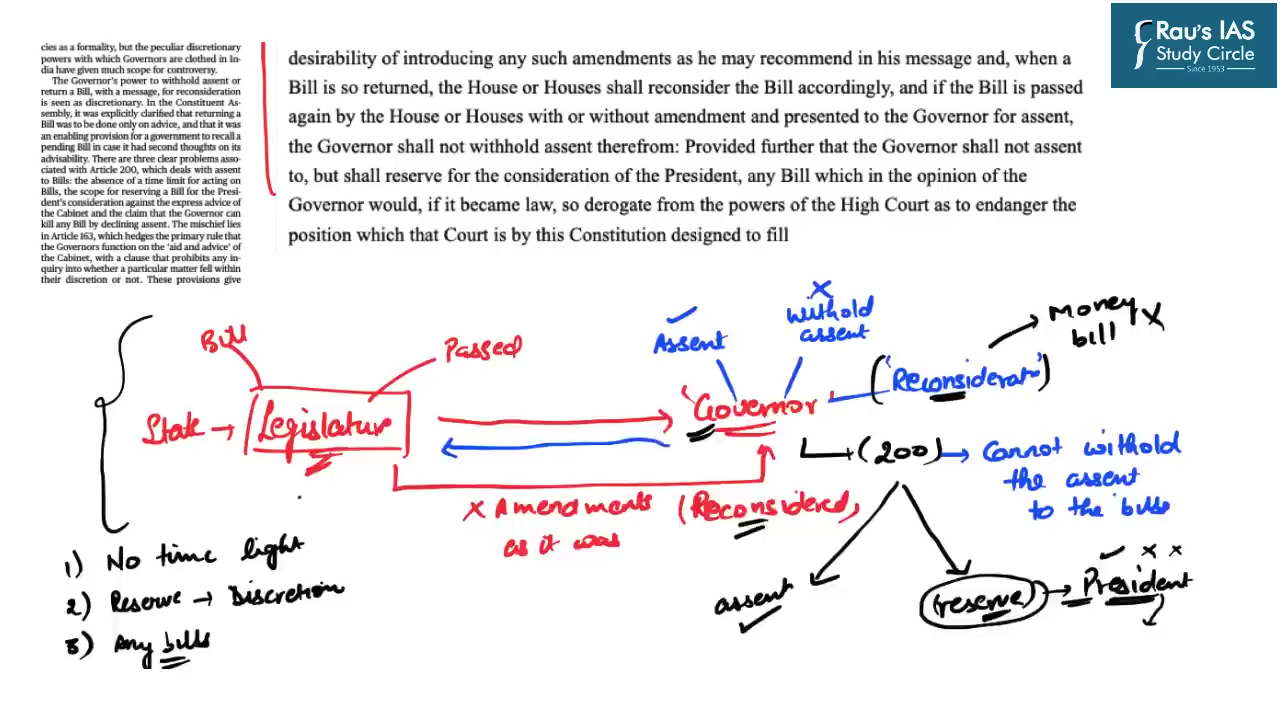 Rau's IAS
Study Circle
Since 1953
cies as a formality, but the peculiar discretionary
powers with which Governors are clothed in In-
dia have given much scope for controversy.
The Governor's power to withhold assent or
return a Bill, with a message, for reconsideration
is seen as discretionary. In the Constituent As-
sembly, it was explicitly clarified that returning a
Bill was to be done only on advice, and that it was
an enabling provision for a government to recall a
pending Bill in case it had second thoughts on its
advisability. There are three clear problems asso-
ciated with Article 200, which deals with assent
to Bills: the absence of a time limit for acting on
Bills, the scope for reserving a Bill for the Presi-
dent's consideration against the express advice of
the Cabinet and the claim that the Governor can
kill any Bill by declining assent. The mischief lies
in Article 163, which hedges the primary rule that
the Governors function on the 'aid and advice' of
the Cabinet, with a clause that prohibits any in-
quiry into whether a particular matter fell within
their discretion or not. These provisions give
desirability of introducing any such amendments as he may recommend in his message and, when a
Bill is so returned, the House or Houses shall reconsider the Bill accordingly, and if the Bill is passed
again by the House or Houses with or without amendment and presented to the Governor for assent,
the Governor shall not withhold assent therefrom: Provided further that the Governor shall not assent
to, but shall reserve for the consideration of the President, any Bill which in the opinion of the
Governor would, if it became law, so derogate from the powers of the High Court as to endanger the
position which that Court is by this Constitution designed to fill
Bill
Passed
State → Legislature
Assent
x
withold
assent
'Governor
('Reconsiderat')
Money x
bill
(200) → Cannot withold
the assent
to the bills
x Amendments (Reconsidered)
as it was
assent
(reserve) → President
x x
1) No time light
2) Reserve → Discretion
3) Any bills